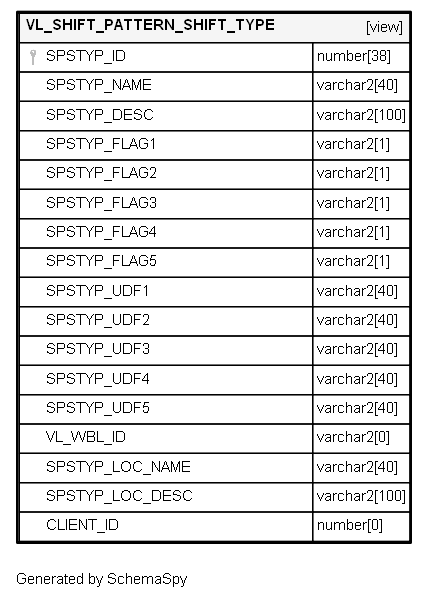 VL_SHIFT_PATTERN_SHIFT_TYPE [view]
SPSTYP_ID number[38]
SPSTYP_NAME varchar2[40]
SPSTYP_DESC varchar2[100]
SPSTYP_FLAG1 varchar2[1]
SPSTYP_FLAG2 varchar2[1]
SPSTYP_FLAG3 varchar2[1]
SPSTYP_FLAG4 varchar2[1]
SPSTYP_FLAG5 varchar2[1]
SPSTYP_UDF1 varchar2[40]
SPSTYP_UDF2 varchar2[40]
SPSTYP_UDF3 varchar2[40]
SPSTYP_UDF4 varchar2[40]
SPSTYP_UDF5 varchar2[40]
VL_WBL_ID varchar2[0]
SPSTYP_LOC_NAME varchar2[40]
SPSTYP_LOC_DESC varchar2[100]
CLIENT_ID number[0]
Generated by SchemaSpy